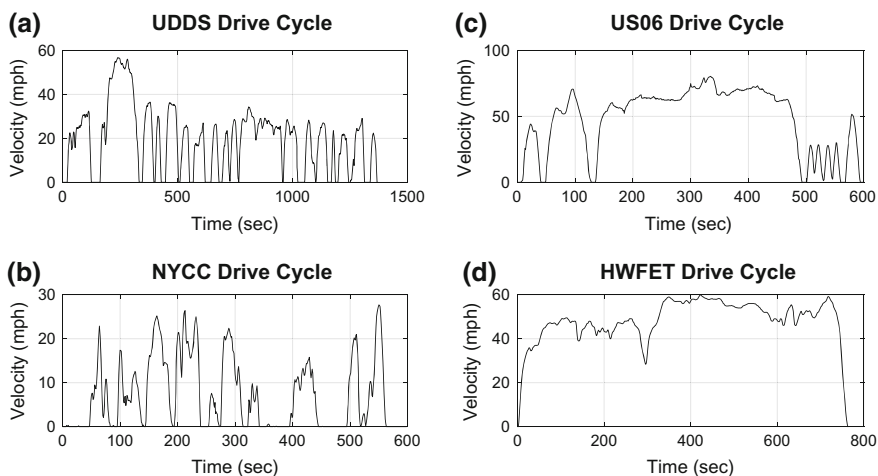 (a)
UDDS Drive Cycle
Velocity (mph)
60
40
20
0
0 500 1000 1500
Time (sec)
(c)
US06 Drive Cycle
Velocity (mph)
100
50
0
0 100 200 300 400 500 600
Time (sec)
(b)
NYCC Drive Cycle
Velocity (mph)
30
20
10
0
0 100 200 300 400 500 600
Time (sec)
(d)
HWFET Drive Cycle
Velocity (mph)
60
40
20
0
0 200 400 600 800
Time (sec)